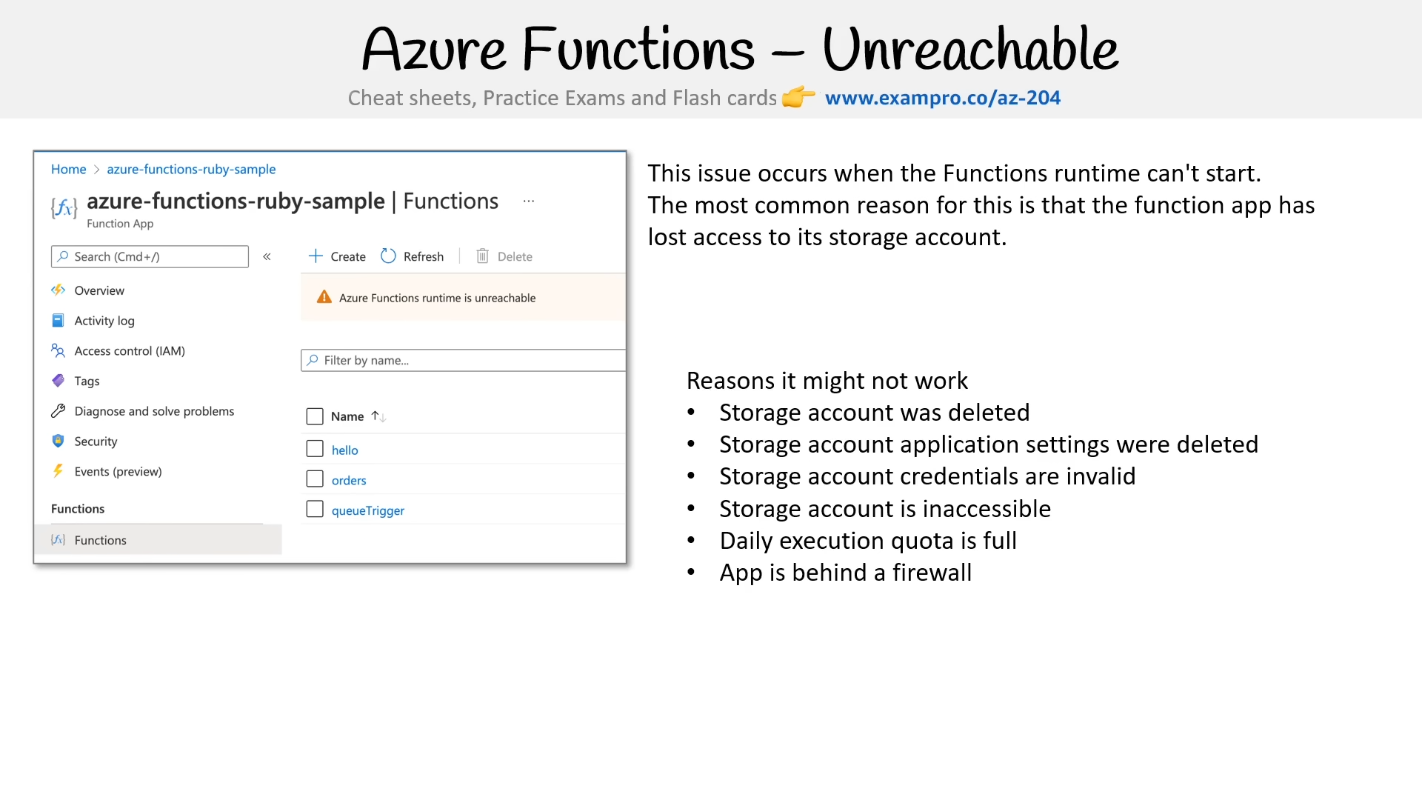 Azure Functions – Unreachable
Cheat sheets, Practice Exams and Flash cards 👉 www.exampro.co/az-204
Home > azure-functions-ruby-sample
{fx} azure-functions-ruby-sample | Functions ...
Function App
Search (Cmd+/) «
Overview
Activity log
Access control (IAM)
Tags
Diagnose and solve problems
Security
Events (preview)
Functions
Functions
+ Create Refresh | Delete
Azure Functions runtime is unreachable
Filter by name...
Name ↑↓
hello
orders
queueTrigger
This issue occurs when the Functions runtime can't start.
The most common reason for this is that the function app has
lost access to its storage account.
Reasons it might not work
• Storage account was deleted
• Storage account application settings were deleted
• Storage account credentials are invalid
• Storage account is inaccessible
• Daily execution quota is full
• App is behind a firewall